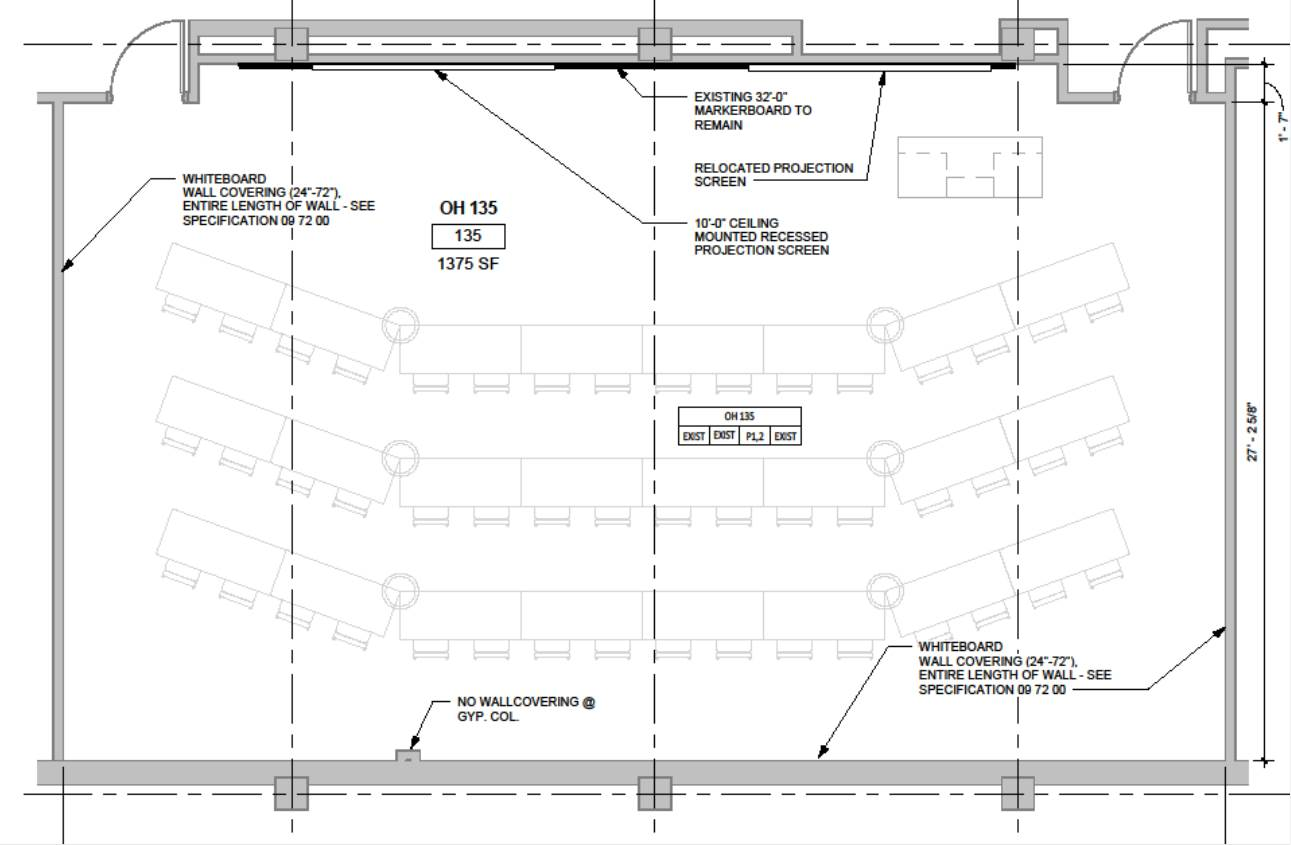 EXISTING 32'-0"
MARKERBOARD TO
REMAIN
1' - 7"
RELOCATED PROJECTION
SCREEN
WHITEBOARD
WALL COVERING (24"-72"),
ENTIRE LENGTH OF WALL - SEE
SPECIFICATION 09 72 00
OH 135
135
1375 SF
10'-0" CEILING
MOUNTED RECESSED
PROJECTION SCREEN
OH 135
EXIST EXIST P1,2 EXIST
27' - 2 5/8"
WHITEBOARD
WALL COVERING (24"-72"),
ENTIRE LENGTH OF WALL - SEE
SPECIFICATION 09 72 00
NO WALLCOVERING @
GYP. COL.